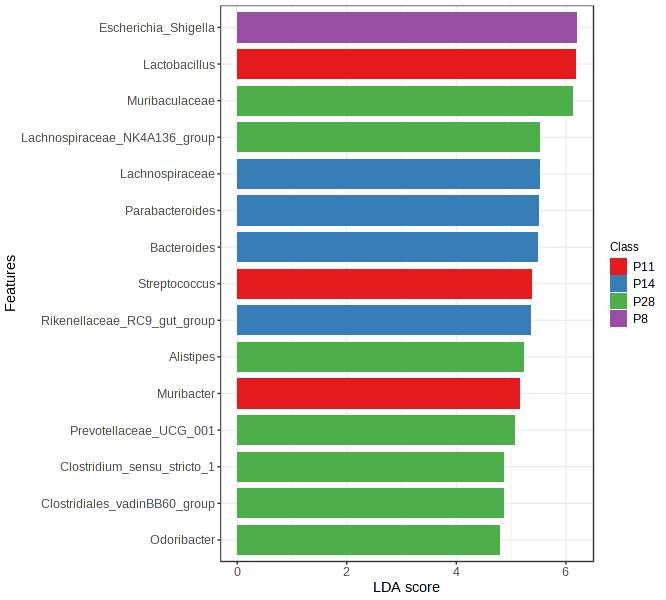 Escherichia_Shigella
Lactobacillus
Muribaculaceae
Lachnospiraceae_NK4A136_group
Lachnospiraceae
Parabacteroides
Bacteroides
Streptococcus
Rikenellaceae_RC9_gut_group
Alistipes
Muribacter
Prevotellaceae_UCG_001
Clostridium_sensu_stricto_1
Clostridiales_vadinBB60_group
Odoribacter
Features
0 2 4 6
LDA score
Class
P11
P14
P28
P8